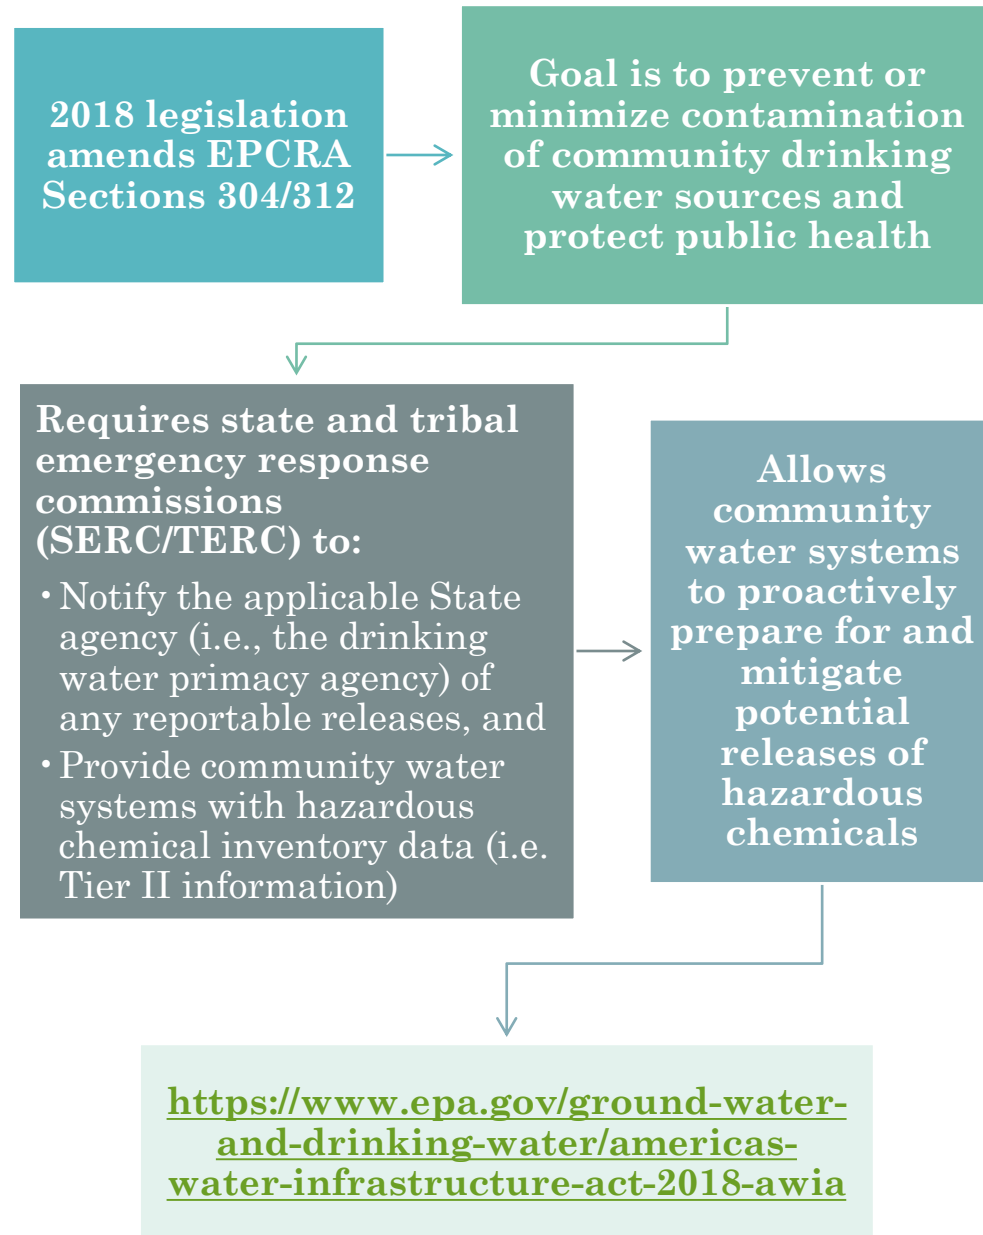 2018 legislation
amends EPCRA
Sections 304/312
Goal is to prevent or
minimize contamination
of community drinking
water sources and
protect public health
Requires state and tribal
emergency response
commissions
(SERC/TERC) to:
• Notify the applicable State
agency (i.e., the drinking
water primacy agency) of
any reportable releases, and
• Provide community water
systems with hazardous
chemical inventory data (i.e.
Tier II information)
Allows
community
water systems
to proactively
prepare for and
mitigate
potential
releases of
hazardous
chemicals
https://www.epa.gov/ground-water-
and-drinking-water/americas-
water-infrastructure-act-2018-awia